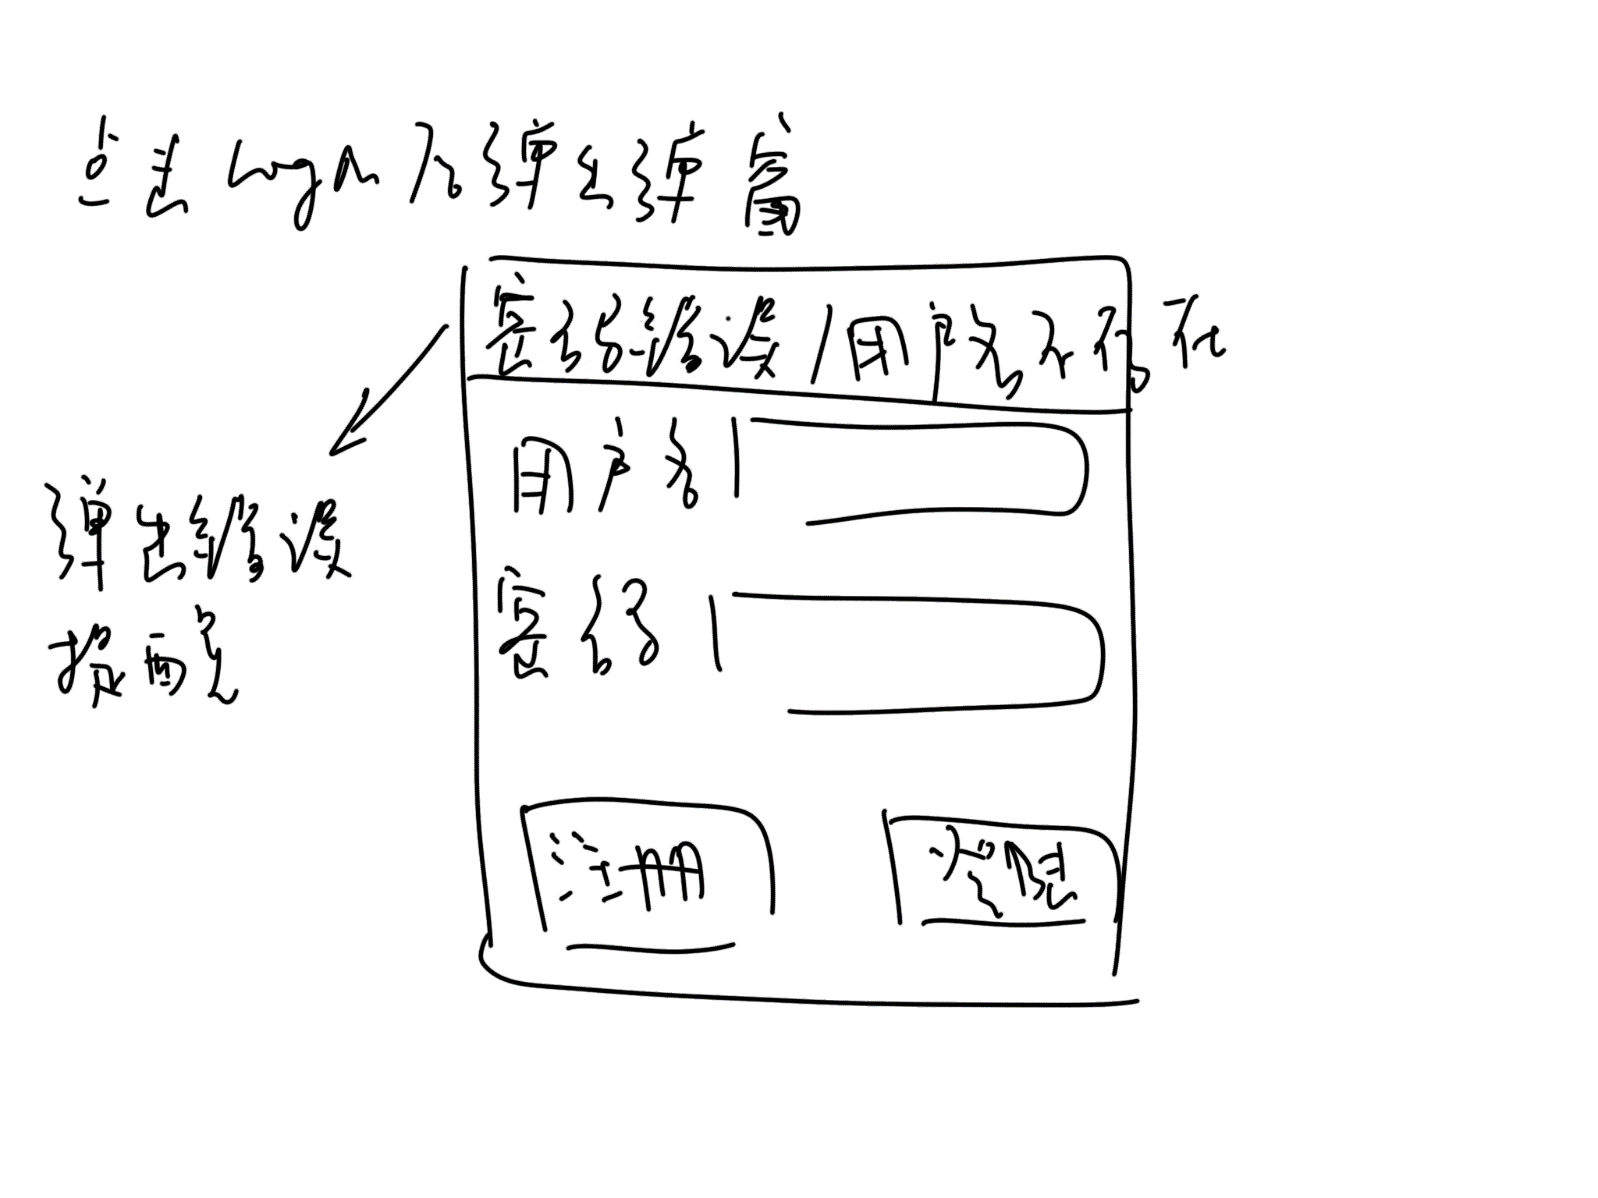 点击login后弹出弹窗
密码错误/用户名不存在
用户名
弹出错误
提醒
密码
注册
登陆